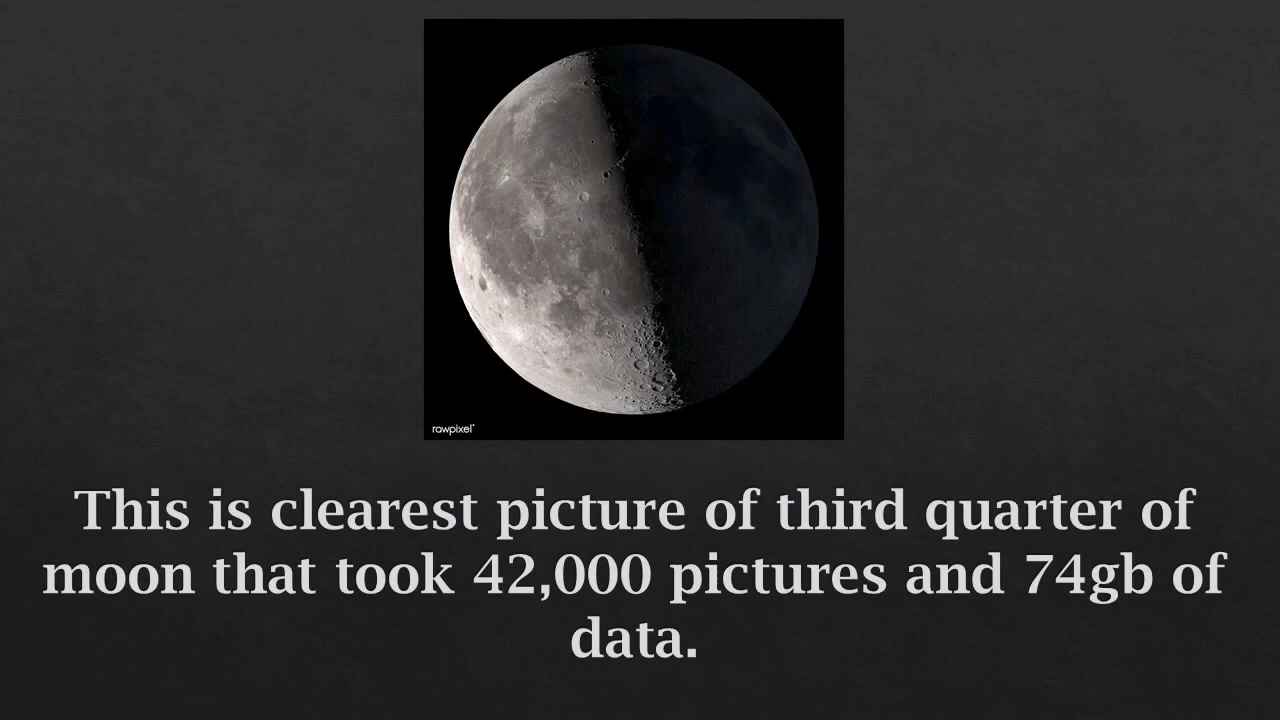 rawpixel
This is clearest picture of third quarter of
moon that took 42,000 pictures and 74gb of
data.